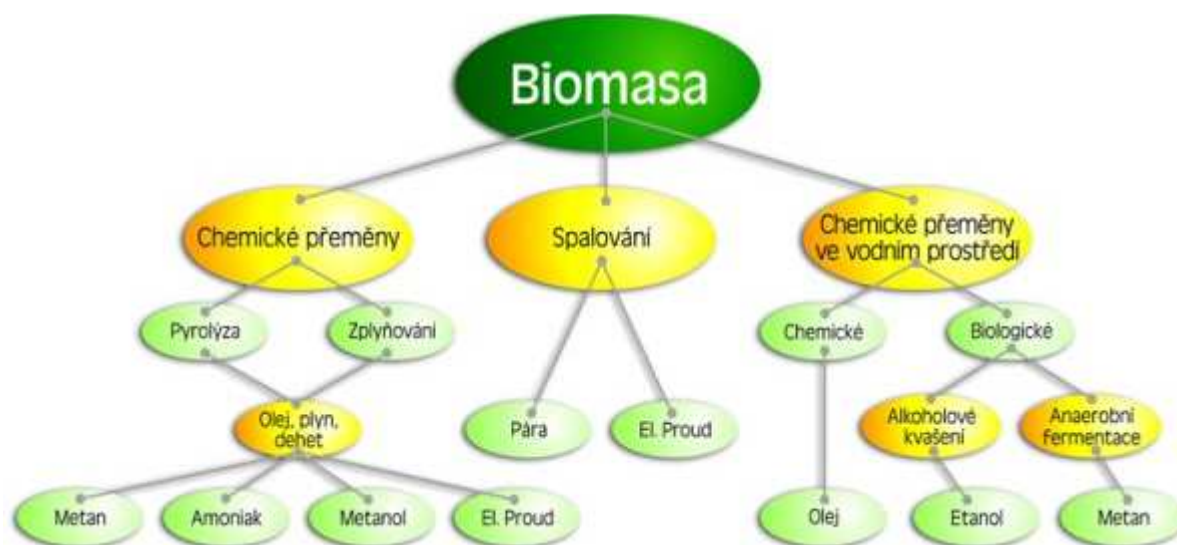 Biomasa
Chemické přeměny
Spalování
Chemické přeměny
ve vodním prostředí
Pyrolýza
Zplyňování
Chemické
Biologické
Olej, plyn,
dehet
Pára
El. Proud
Alkoholové
kvašení
Anaerobní
fermentace
Metan
Amoniak
Metanol
El. Proud
Olej
Etanol
Metan